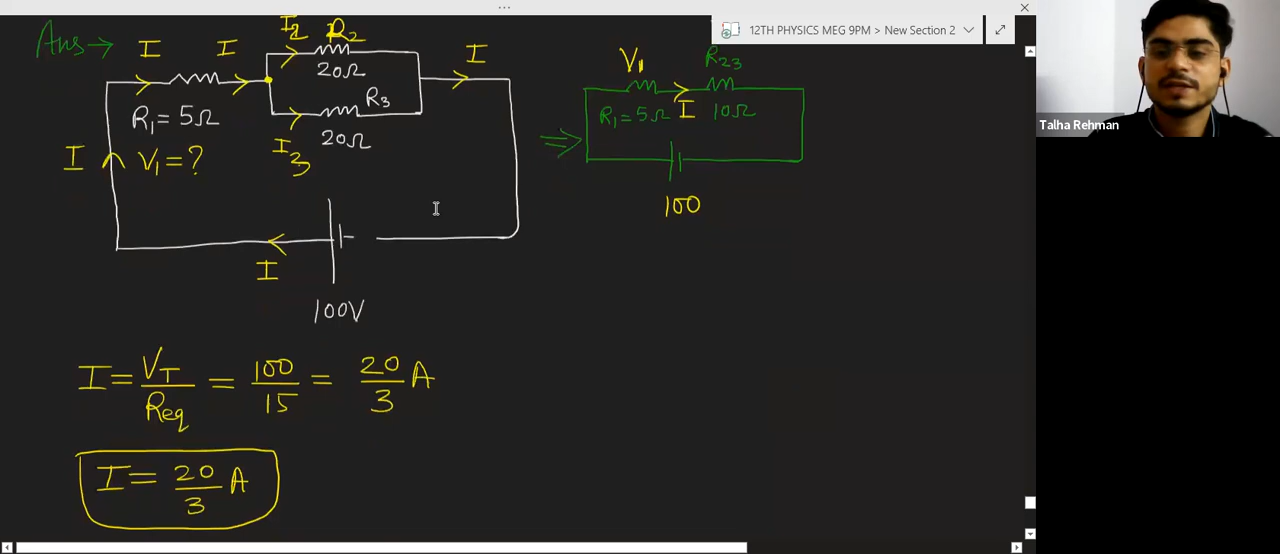 12TH PHYSICS MEG 9PM > New Section 2
Ans →
I
I
I2
R2
20Ω
I
R1 = 5Ω
R3
20Ω
I3
I
V1 = ?
I
100V
V1
R23
R1 = 5Ω
I
10Ω
⇒
100
I = VT/Req = 100/15 = 20/3 A
I = 20/3 A
Talha Rehman